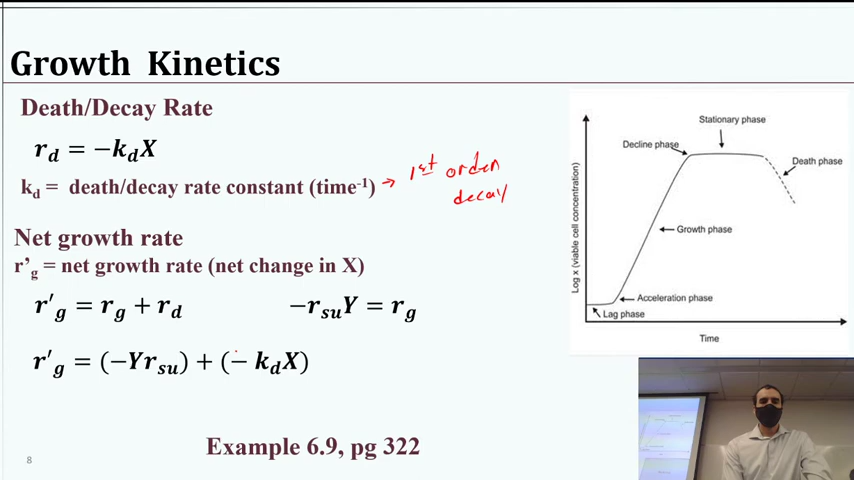 Growth Kinetics
Death/Decay Rate
r_d = −k_dX
k_d = death/decay rate constant (time⁻¹) → 1st order
decay
Net growth rate
r’_g = net growth rate (net change in X)
r′_g = r_g + r_d
−r_suY = r_g
r′_g = (−Yr_su) + (− k_dX)
Example 6.9, pg 322
8
Stationary phase
Decline phase
Death phase
Growth phase
Acceleration phase
Lag phase
Log x (viable cell concentration)
Time